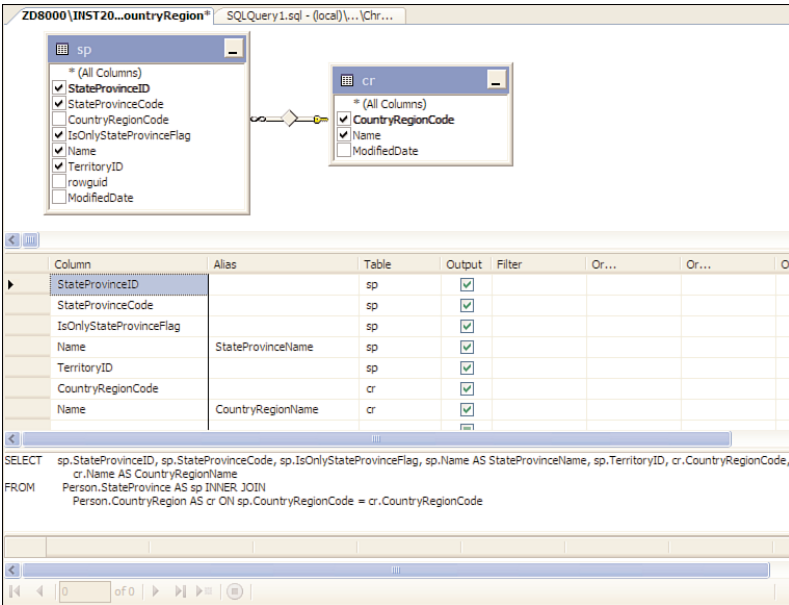 ZD8000\INST20...ountryRegion* SQLQuery1.sql - (local)\...\Chr...
sp
* (All Columns)
StateProvinceID
StateProvinceCode
CountryRegionCode
IsOnlyStateProvinceFlag
Name
TerritoryID
rowguid
ModifiedDate
cr
* (All Columns)
CountryRegionCode
Name
ModifiedDate
Column Alias Table Output Filter Or... Or... O
StateProvinceID sp
StateProvinceCode sp
IsOnlyStateProvinceFlag sp
Name StateProvinceName sp
TerritoryID sp
CountryRegionCode cr
Name CountryRegionName cr
SELECT sp.StateProvinceID, sp.StateProvinceCode, sp.IsOnlyStateProvinceFlag, sp.Name AS StateProvinceName, sp.TerritoryID, cr.CountryRegionCode,
cr.Name AS CountryRegionName
FROM Person.StateProvince AS sp INNER JOIN
Person.CountryRegion AS cr ON sp.CountryRegionCode = cr.CountryRegionCode
0 of 0